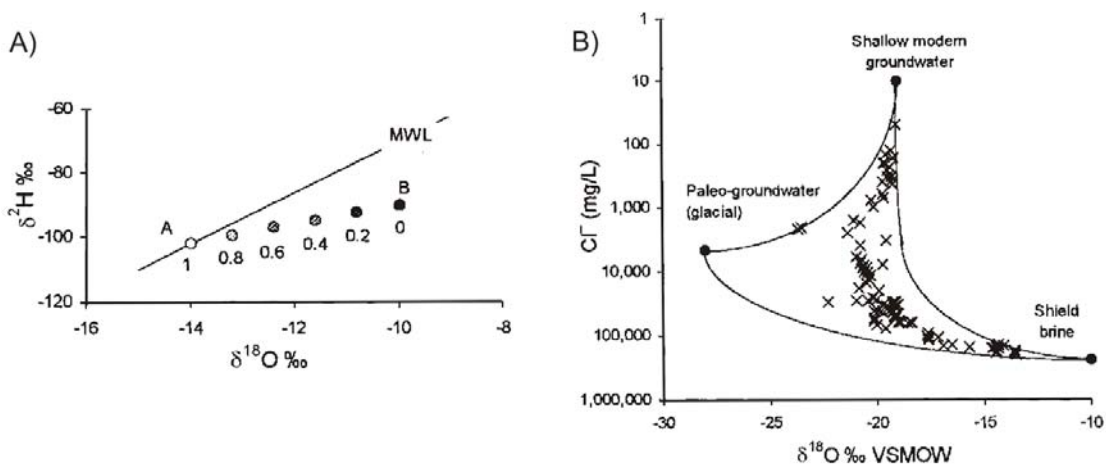 A)
-60
-80
-100
-120
δ²H ‰
MWL
A
B
1
0.8
0.6
0.4
0.2
0
-16
-14
-12
-10
-8
δ¹⁸O ‰
B)
1
10
100
1,000
10,000
100,000
1,000,000
Cl⁻ (mg/L)
Shallow modern
groundwater
Paleo-groundwater
(glacial)
Shield
brine
-30
-25
-20
-15
-10
δ¹⁸O ‰ VSMOW